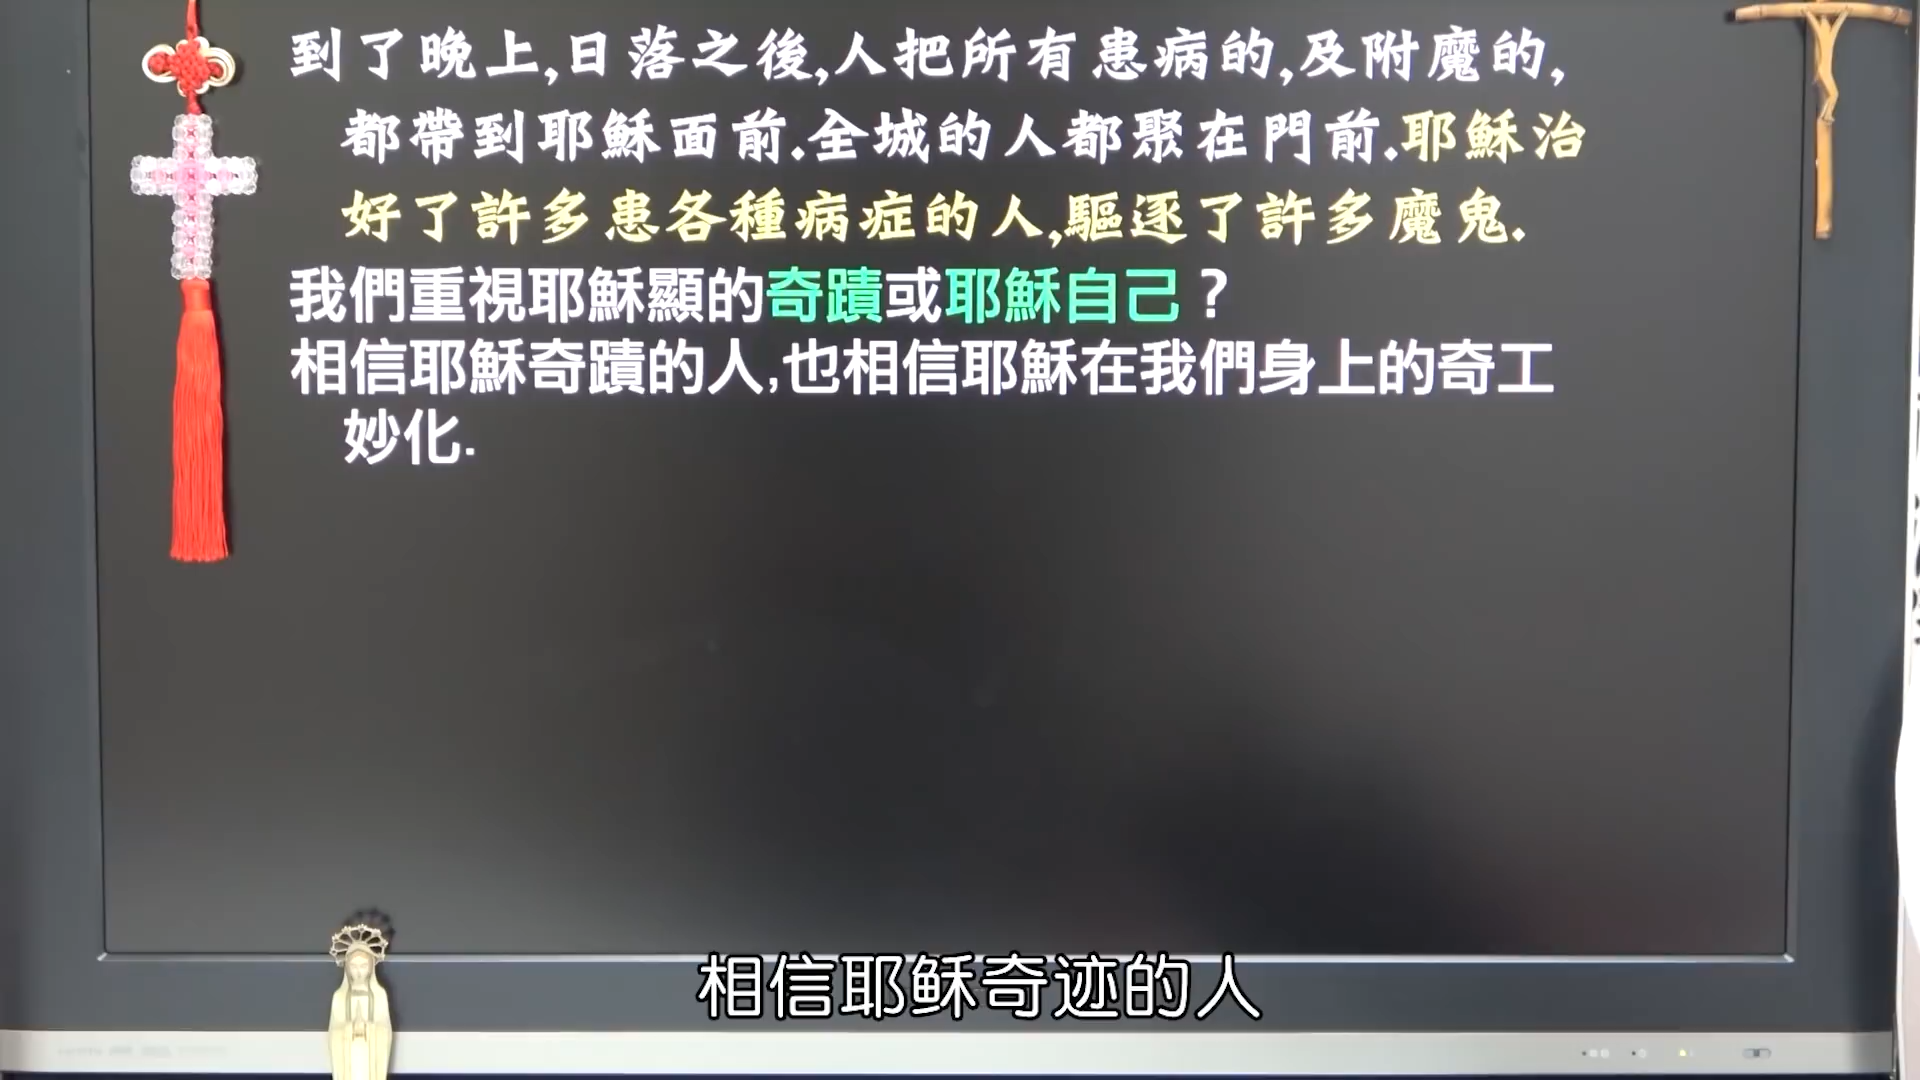 到了晚上,日落之後,人把所有患病的,及附魔的,
都帶到耶穌面前.全城的人都聚在門前.耶穌治
好了許多患各種病症的人,驅逐了許多魔鬼.
我們重視耶穌顯的奇蹟或耶穌自己？
相信耶穌奇蹟的人,也相信耶穌在我們身上的奇工
妙化.
相信耶稣奇迹的人